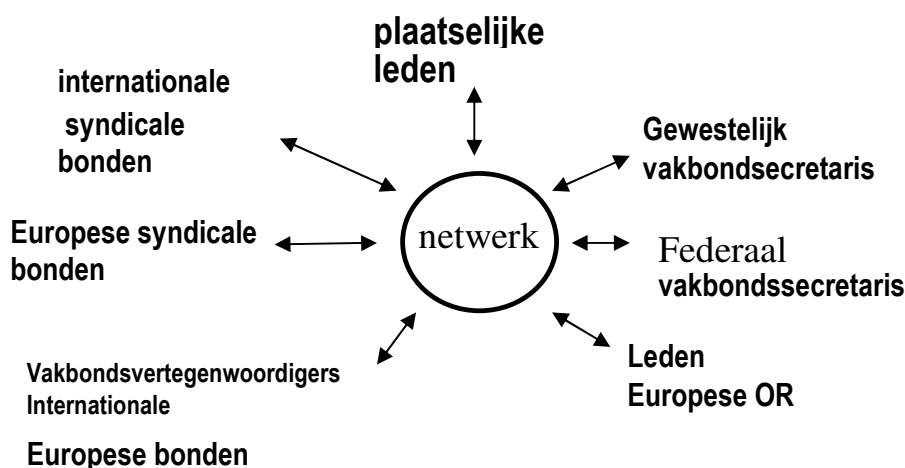 plaatselijke
leden
internationale
syndicale
bonden
Gewestelijk
vakbondsecretaris
Europese syndicale
bonden
netwerk
Federaal
vakbondssecretaris
Vakbondsvertegenwoordigers
Internationale
Europese bonden
Leden
Europese OR